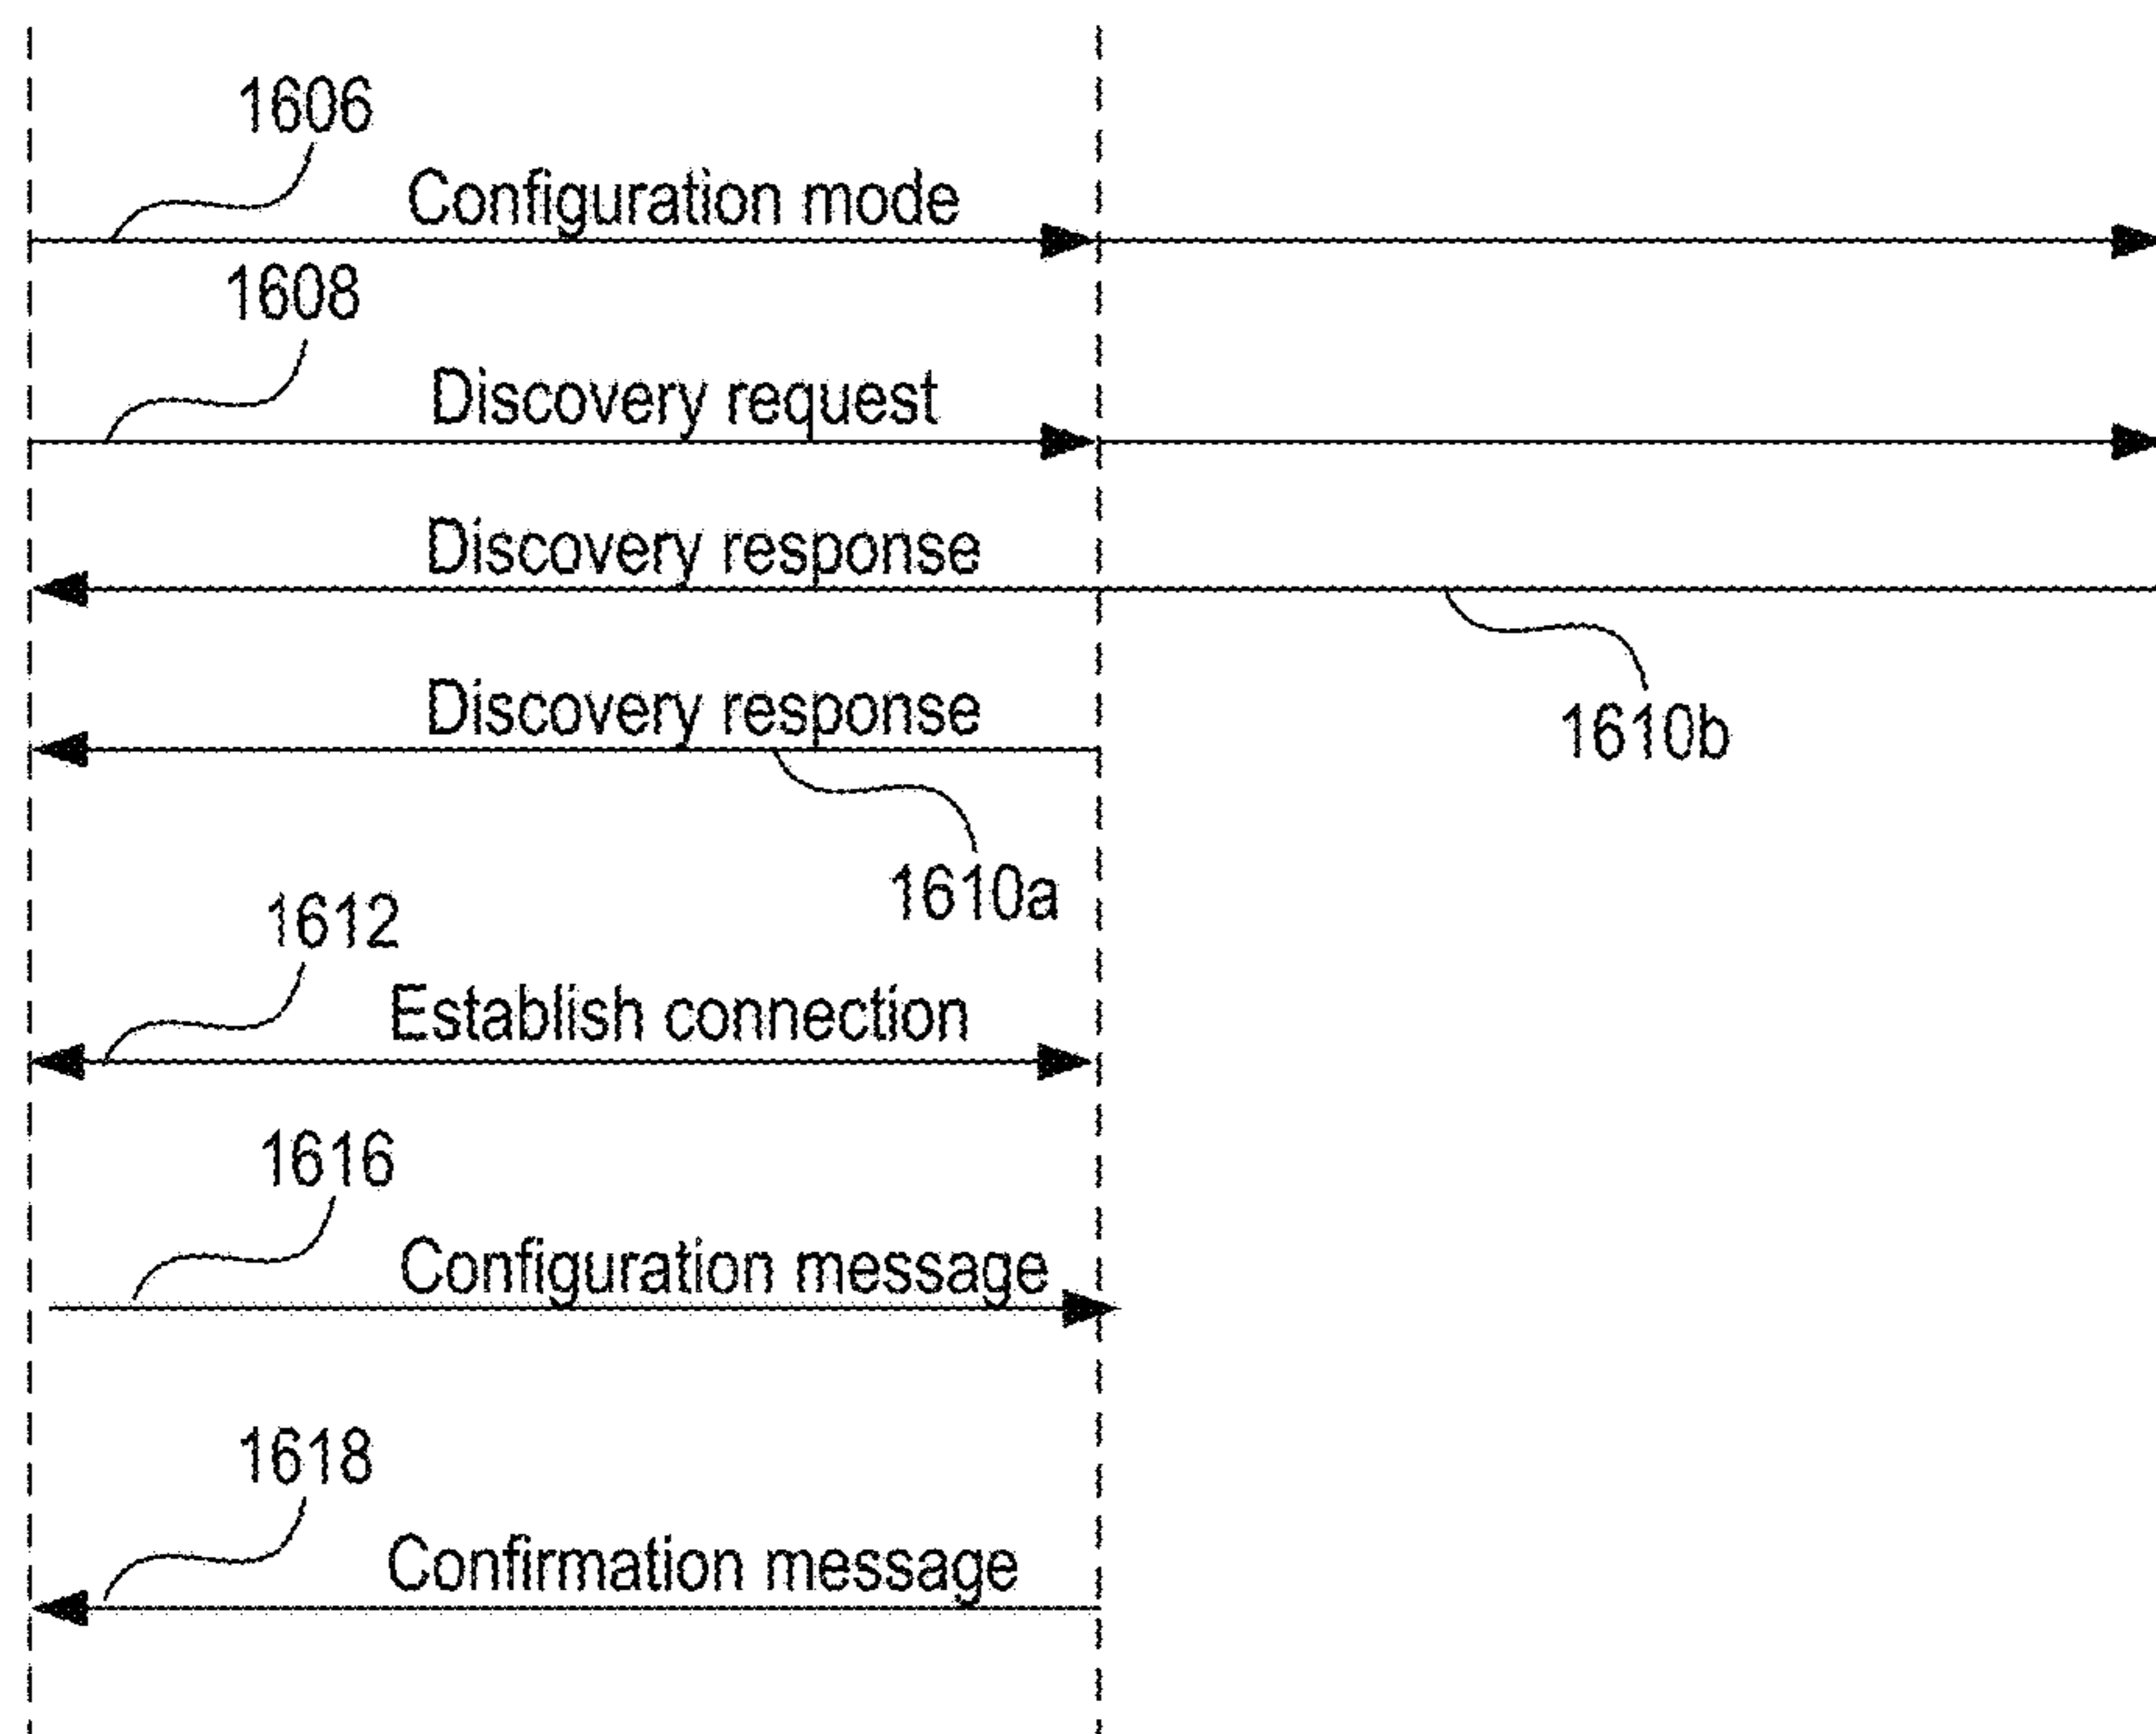 1606
Configuration mode
1608
Discovery request
Discovery response
1610b
Discovery response
1610a
1612
Establish connection
1616
Configuration message
1618
Confirmation message